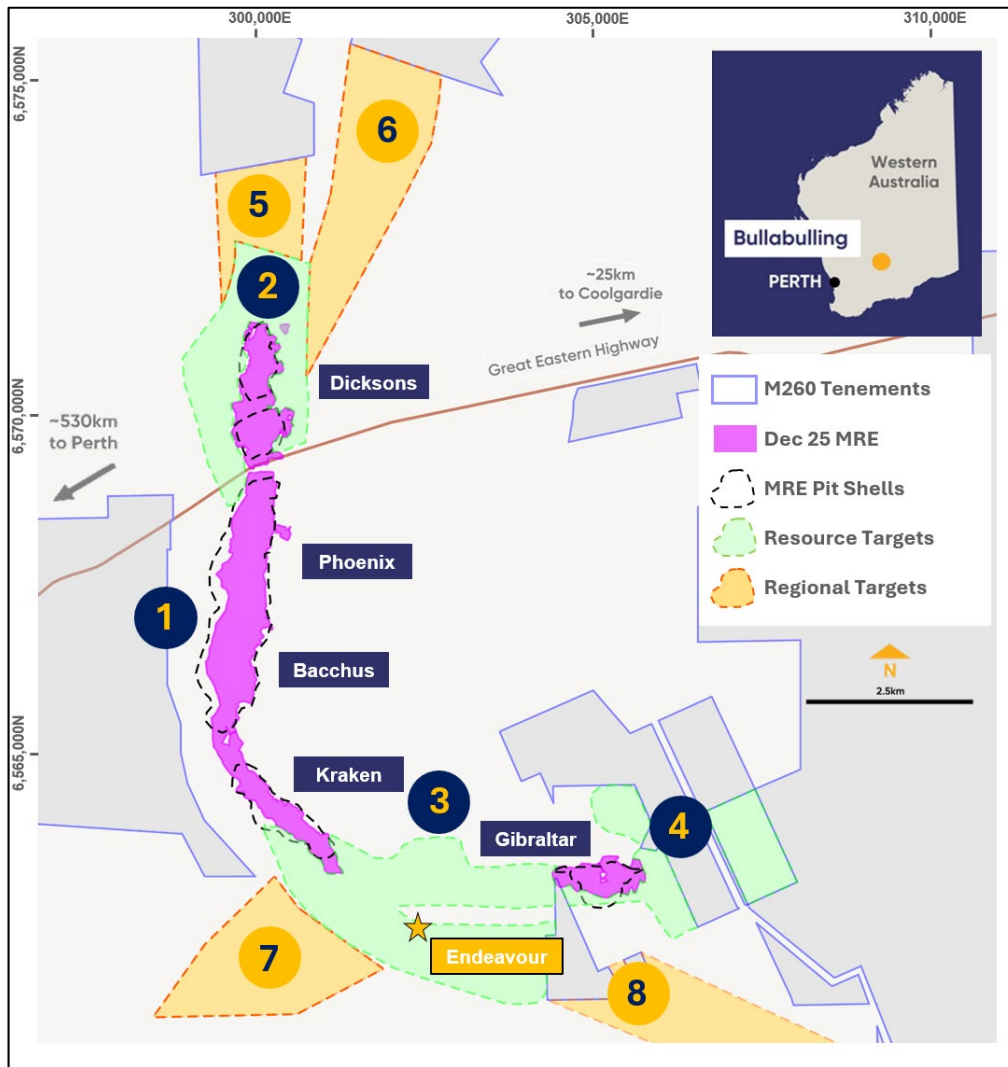 300,000E
305,000E
310,000E
6,575,000N
6
5
2
Western
Australia
Bullabulling
PERTH
~25km
to Coolgardie
Great Eastern Highway
Dicksons
6,570,000N
~530km
to Perth
M260 Tenements
Dec 25 MRE
MRE Pit Shells
Resource Targets
Regional Targets
Phoenix
1
Bacchus
N
2.5km
6,565,000N
Kraken
3
Gibraltar
4
Endeavour
7
8